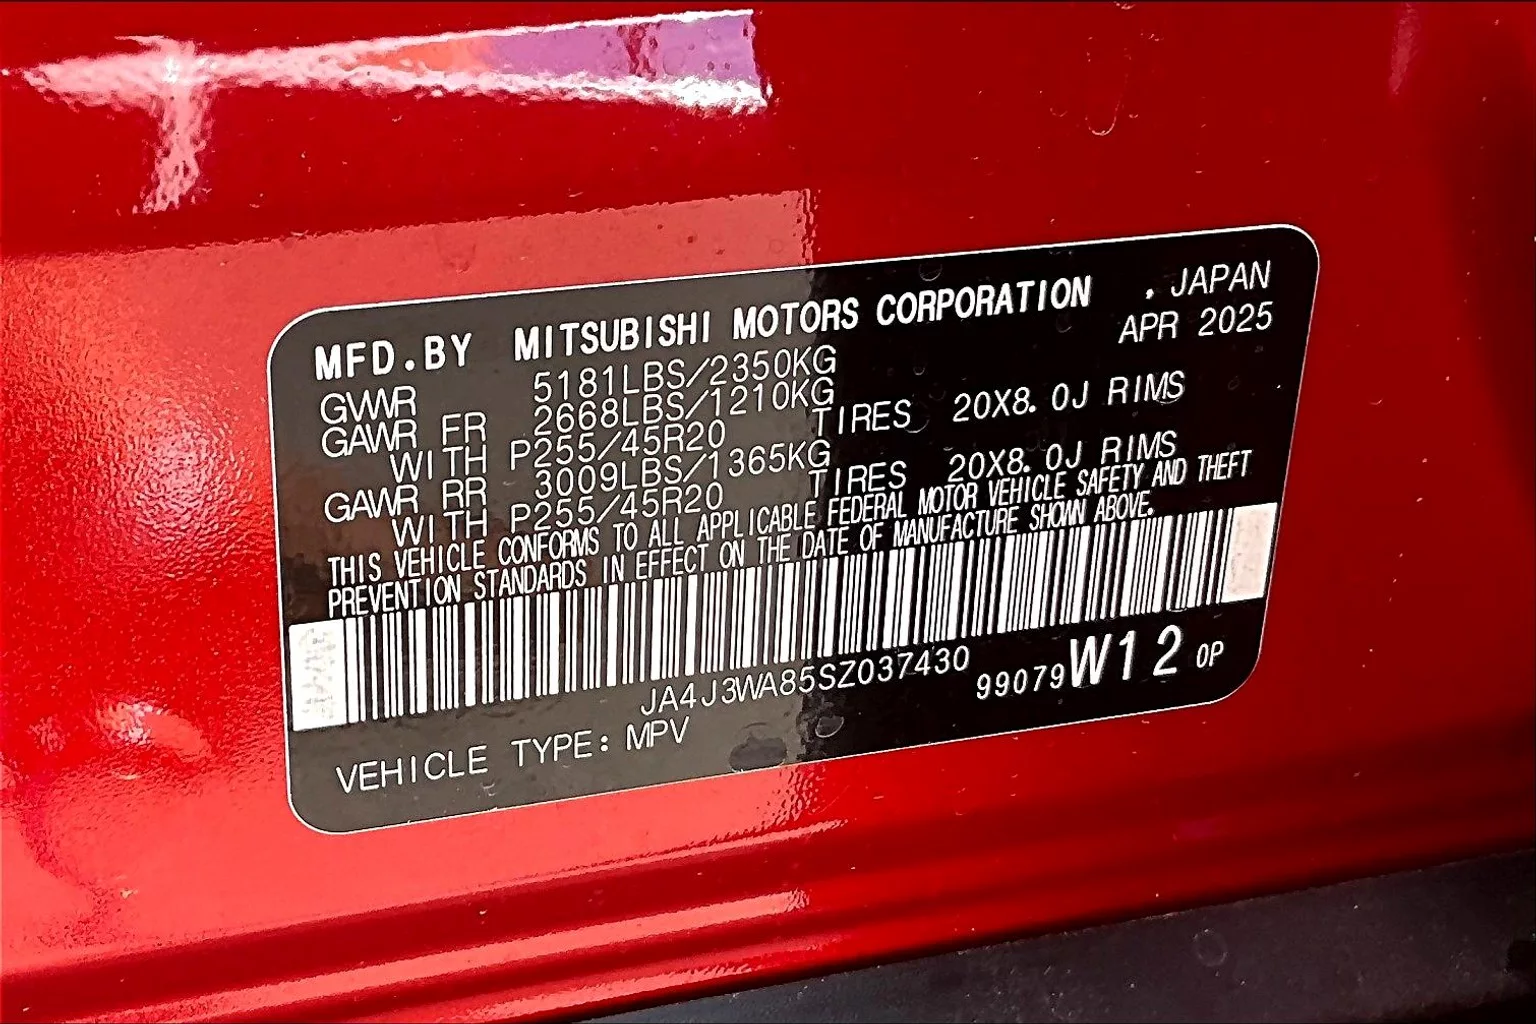 MFD.BY MITSUBISHI MOTORS CORPORATION . JAPAN
APR 2025
GVWR 5181LBS/2350KG
GAWR FR 2668LBS/1210KG
WITH P255/45R20 TIRES 20X8.0J RIMS
GAWR RR 3009LBS/1365KG
WITH P255/45R20 TIRES 20X8.0J RIMS
THIS VEHICLE CONFORMS TO ALL APPLICABLE FEDERAL MOTOR VEHICLE SAFETY AND THEFT
PREVENTION STANDARDS IN EFFECT ON THE DATE OF MANUFACTURE SHOWN ABOVE.
JA4J3WA85SZ037430 99079W12 OP
VEHICLE TYPE: MPV